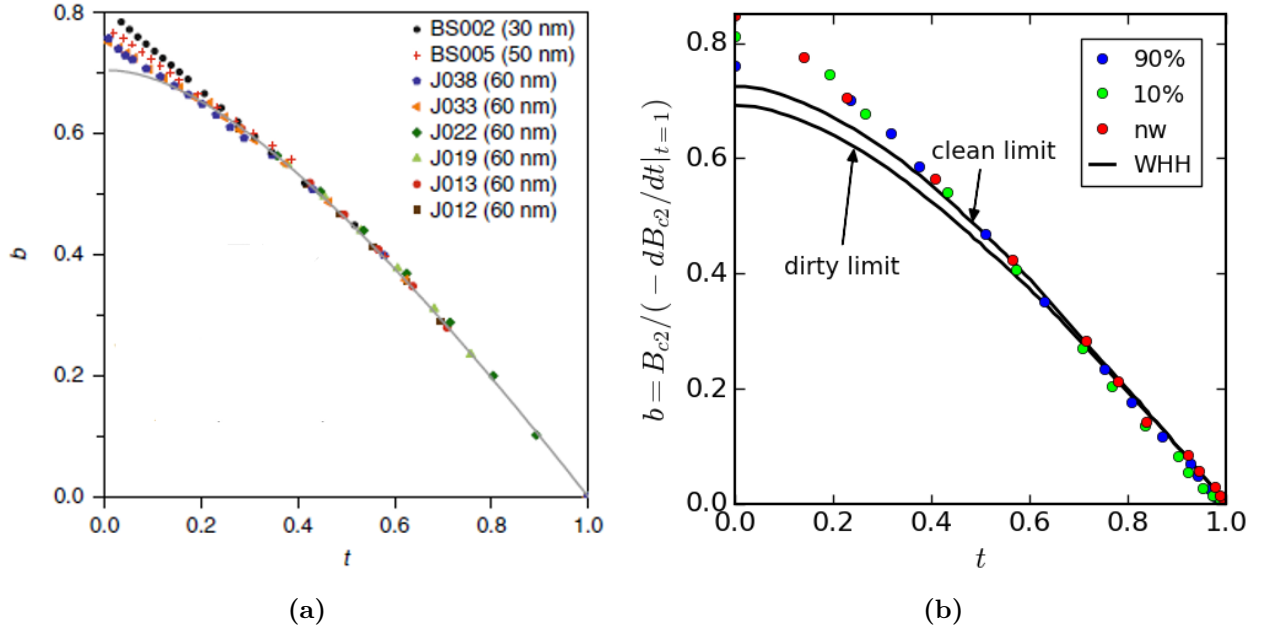 0.8
0.6
0.4
0.2
0.0
b
0.0 0.2 0.4 0.6 0.8 1.0
t
BS002 (30 nm)
BS005 (50 nm)
J038 (60 nm)
J033 (60 nm)
J022 (60 nm)
J019 (60 nm)
J013 (60 nm)
J012 (60 nm)
(a)
b = B_{c2}/(− dB_{c2}/dt|_{t=1})
0.8
0.6
0.4
0.2
0.0
0.0 0.2 0.4 0.6 0.8 1.0
t
90%
10%
nw
WHH
clean limit
dirty limit
(b)